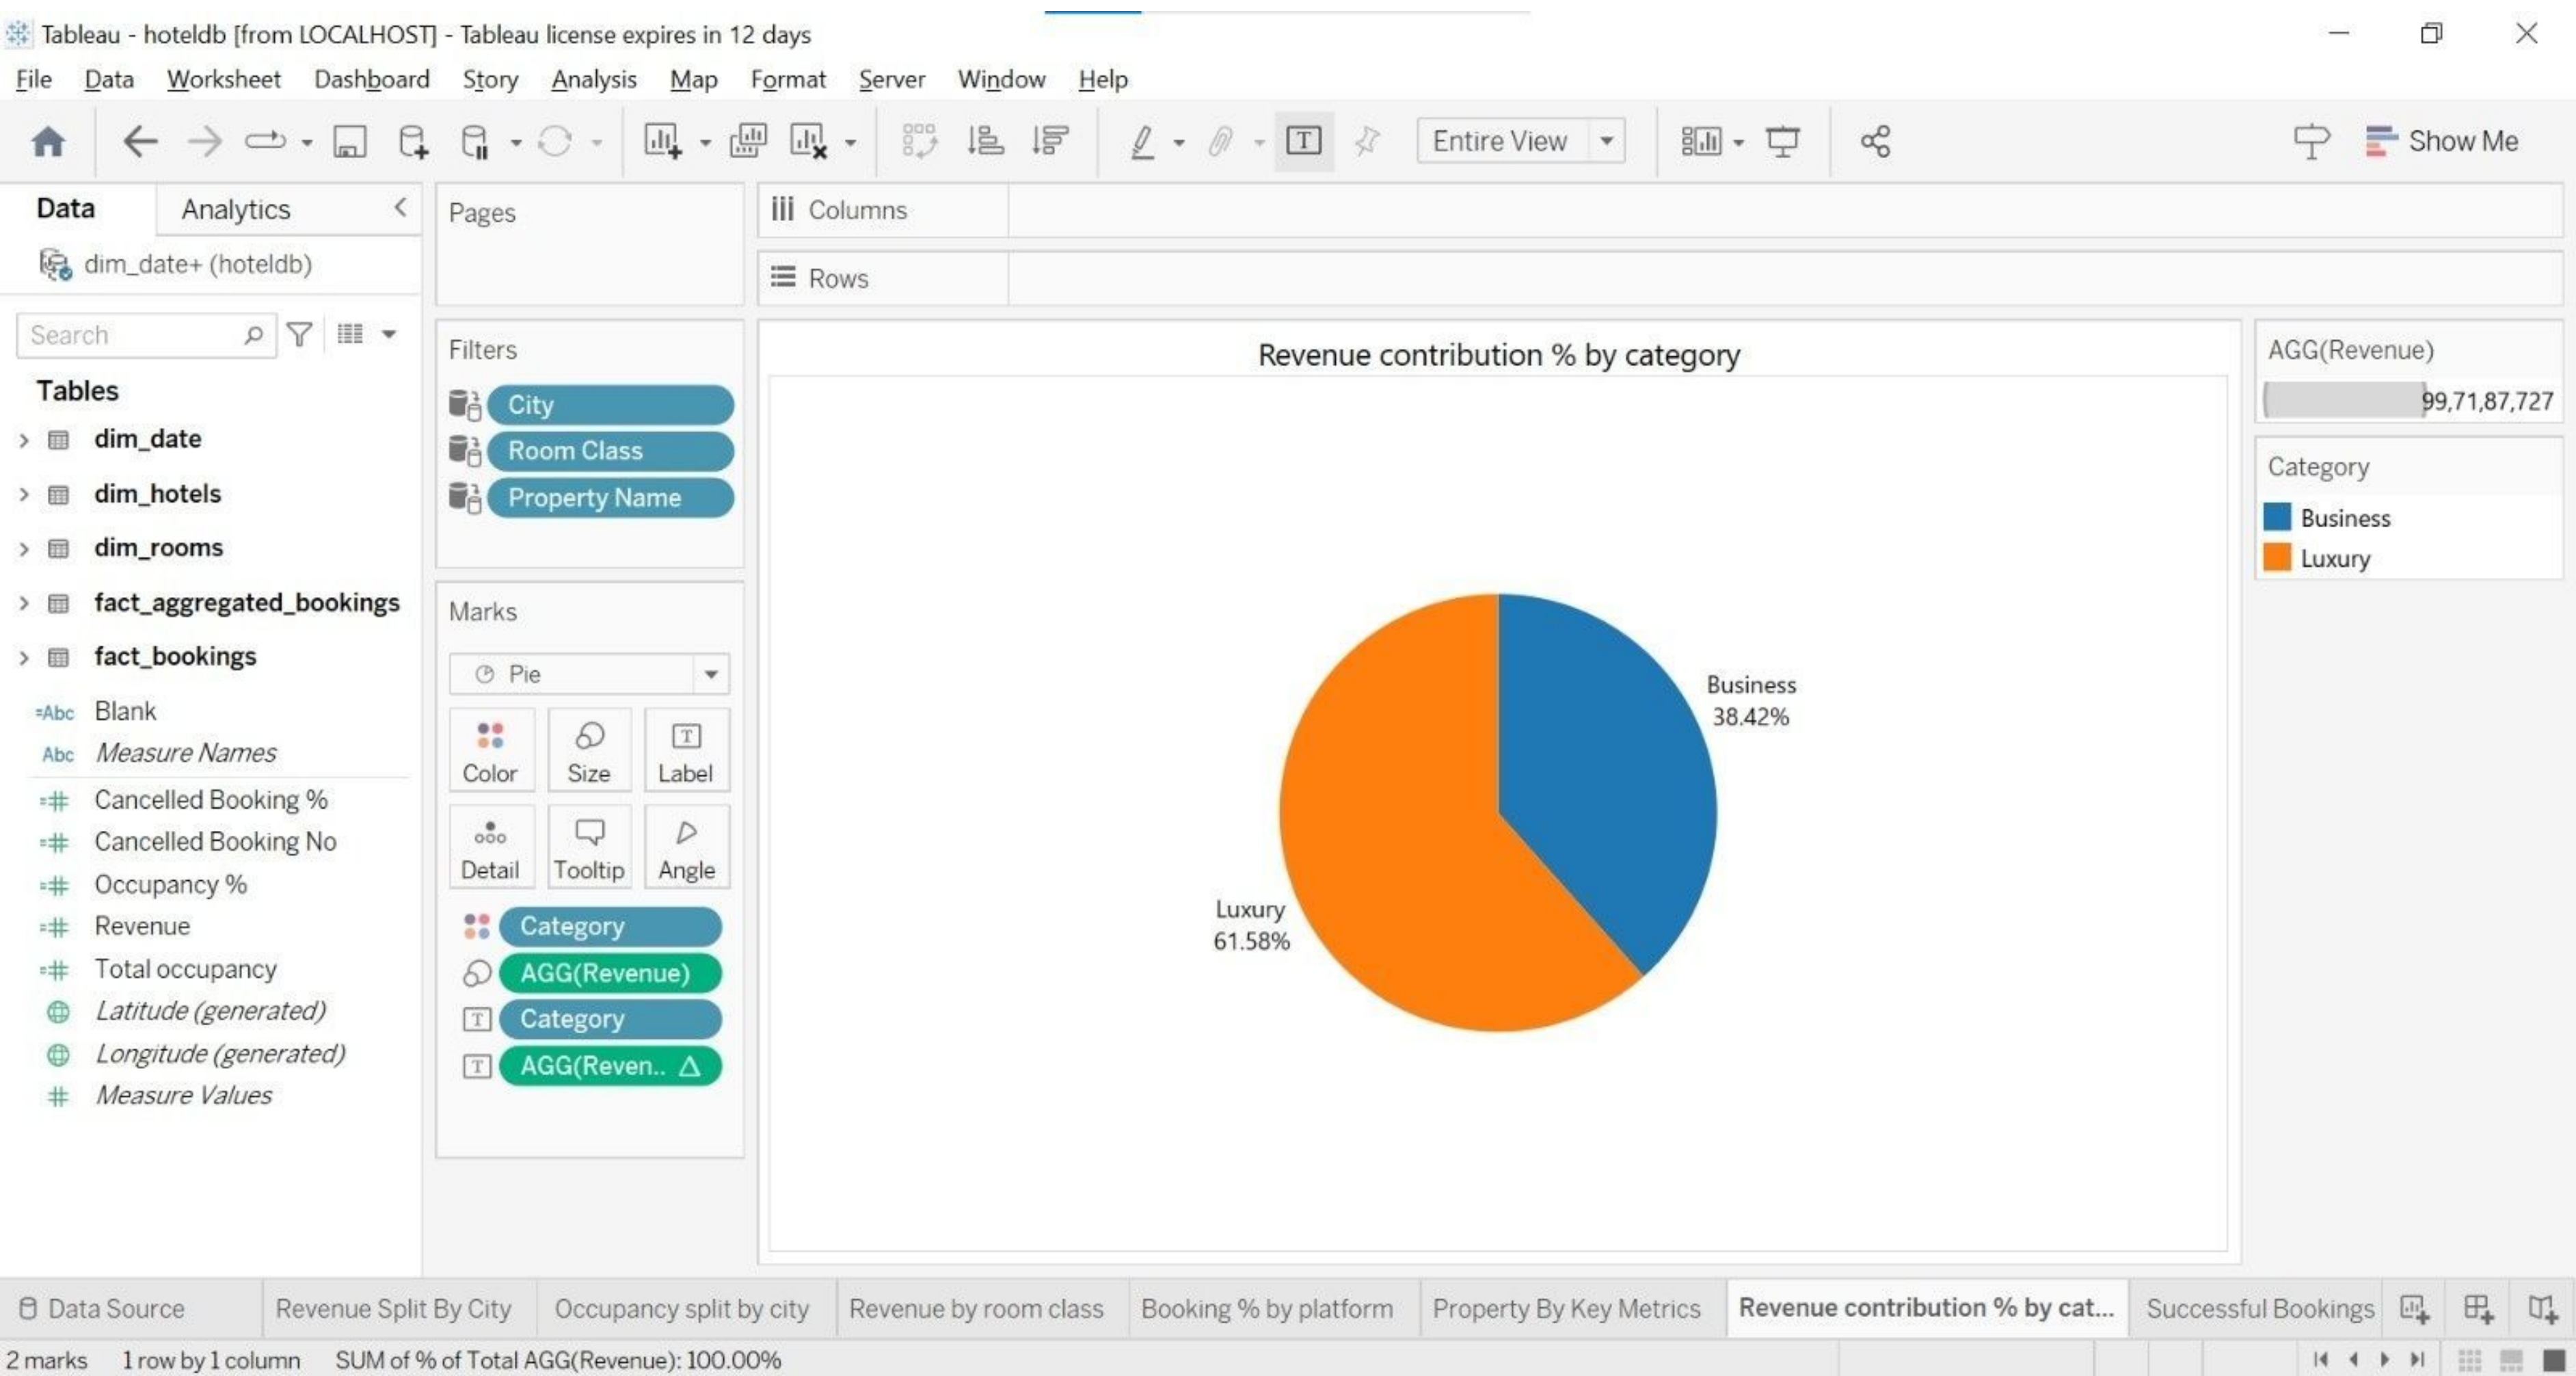 Tableau - hoteldb [from LOCALHOST] - Tableau license expires in 12 days
File Data Worksheet Dashboard Story Analysis Map Format Server Window Help
Entire View
Show Me
Data Analytics
dim_date+ (hoteldb)
Search
Tables
dim_date
dim_hotels
dim_rooms
fact_aggregated_bookings
fact_bookings
=Abc Blank
Abc Measure Names
=# Cancelled Booking %
=# Cancelled Booking No
=# Occupancy %
=# Revenue
=# Total occupancy
Latitude (generated)
Longitude (generated)
# Measure Values
Pages
Filters
City
Room Class
Property Name
Marks
Pie
Color Size T Label
Detail Tooltip Angle
Category
AGG(Revenue)
T Category
T AGG(Reven.. Δ
Columns
Rows
Revenue contribution % by category
Business
38.42%
Luxury
61.58%
AGG(Revenue)
99,71,87,727
Category
Business
Luxury
Data Source Revenue Split By City Occupancy split by city Revenue by room class Booking % by platform Property By Key Metrics Revenue contribution % by cat... Successful Bookings
2 marks 1 row by 1 column SUM of % of Total AGG(Revenue): 100.00%